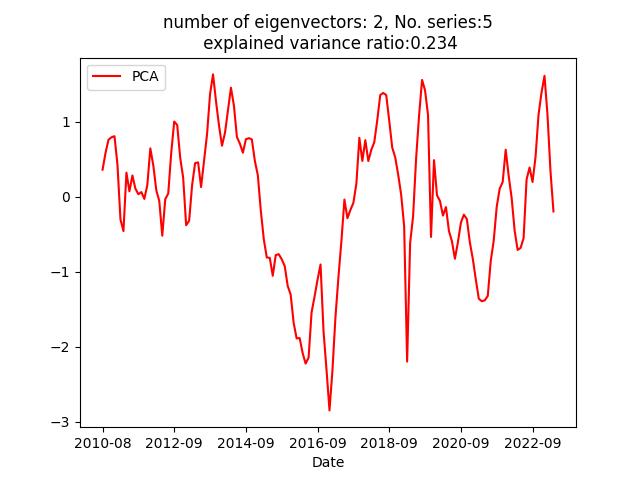 number of eigenvectors: 2, No. series:5
explained variance ratio:0.234
PCA
1
0
−1
−2
−3
2010-08 2012-09 2014-09 2016-09 2018-09 2020-09 2022-09
Date